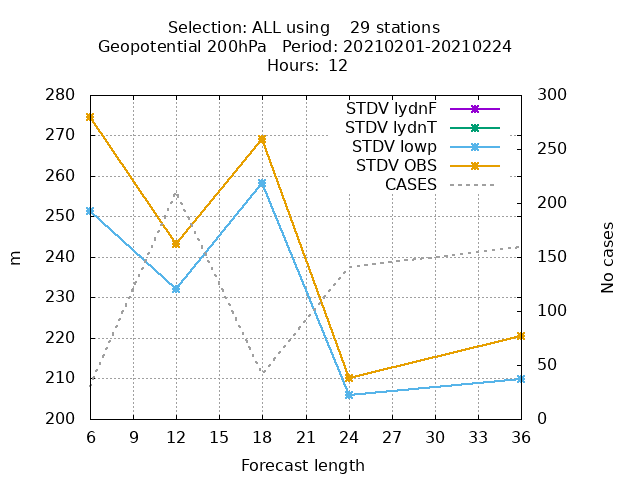 Selection: ALL using    29 stations
Geopotential 200hPa   Period: 20210201-20210224
Hours:  12
STDV lydnF
STDV lydnT
STDV lowp
STDV OBS
CASES
280
270
260
250
240
230
220
210
200
m
300
250
200
150
100
50
0
No cases
6 9 12 15 18 21 24 27 30 33 36
Forecast length